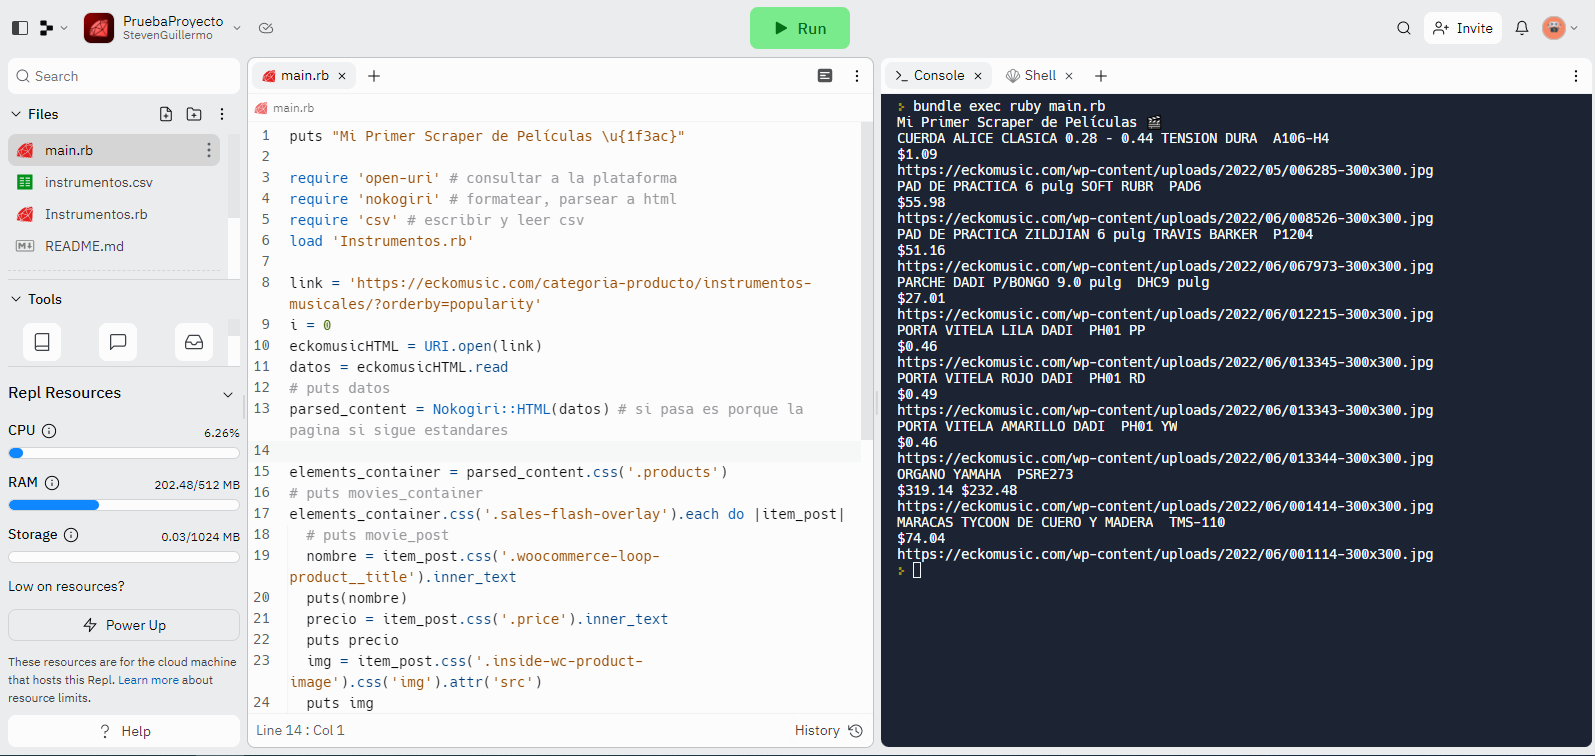 PruebaProyecto
StevenGuillermo
Run
Invite
Search
Files
main.rb
instrumentos.csv
Instrumentos.rb
README.md
Tools
Repl Resources
CPU
6.26%
RAM
202.48/512 MB
Storage
0.03/1024 MB
Low on resources?
Power Up
These resources are for the cloud machine
that hosts this Repl. Learn more about
resource limits.
? Help
main.rb
main.rb
1 puts "Mi Primer Scraper de Películas \u{1f3ac}"
2
3 require 'open-uri' # consultar a la plataforma
4 require 'nokogiri' # formatear, parsear a html
5 require 'csv' # escribir y leer csv
6 load 'Instrumentos.rb'
7
8 link = 'https://eckomusic.com/categoria-producto/instrumentos-
musicales/?orderby=popularity'
9 i = 0
10 eckomusicHTML = URI.open(link)
11 datos = eckomusicHTML.read
12 # puts datos
13 parsed_content = Nokogiri::HTML(datos) # si pasa es porque la
pagina si sigue estandares
14
15 elements_container = parsed_content.css('.products')
16 # puts movies_container
17 elements_container.css('.sales-flash-overlay').each do |item_post|
18 # puts movie_post
19 nombre = item_post.css('.woocommerce-loop-
product__title').inner_text
20 puts(nombre)
21 precio = item_post.css('.price').inner_text
22 puts precio
23 img = item_post.css('.inside-wc-product-
image').css('img').attr('src')
24 puts img
Line 14 : Col 1
History
Console
Shell
bundle exec ruby main.rb
Mi Primer Scraper de Películas 🎬
CUERDA ALICE CLASICA 0.28 - 0.44 TENSION DURA A106-H4
$1.09
https://eckomusic.com/wp-content/uploads/2022/05/006285-300x300.jpg
PAD DE PRACTICA 6 pulg SOFT RUBR PAD6
$55.98
https://eckomusic.com/wp-content/uploads/2022/06/008526-300x300.jpg
PAD DE PRACTICA ZILDJIAN 6 pulg TRAVIS BARKER P1204
$51.16
https://eckomusic.com/wp-content/uploads/2022/06/067973-300x300.jpg
PARCHE DADI P/BONGO 9.0 pulg DHC9 pulg
$27.01
https://eckomusic.com/wp-content/uploads/2022/06/012215-300x300.jpg
PORTA VITELA LILA DADI PH01 PP
$0.46
https://eckomusic.com/wp-content/uploads/2022/06/013345-300x300.jpg
PORTA VITELA ROJO DADI PH01 RD
$0.49
https://eckomusic.com/wp-content/uploads/2022/06/013343-300x300.jpg
PORTA VITELA AMARILLO DADI PH01 YW
$0.46
https://eckomusic.com/wp-content/uploads/2022/06/013344-300x300.jpg
ORGANO YAMAHA PSRE273
$319.14 $232.48
https://eckomusic.com/wp-content/uploads/2022/06/001414-300x300.jpg
MARACAS TYCOON DE CUERO Y MADERA TMS-110
$74.04
https://eckomusic.com/wp-content/uploads/2022/06/001114-300x300.jpg